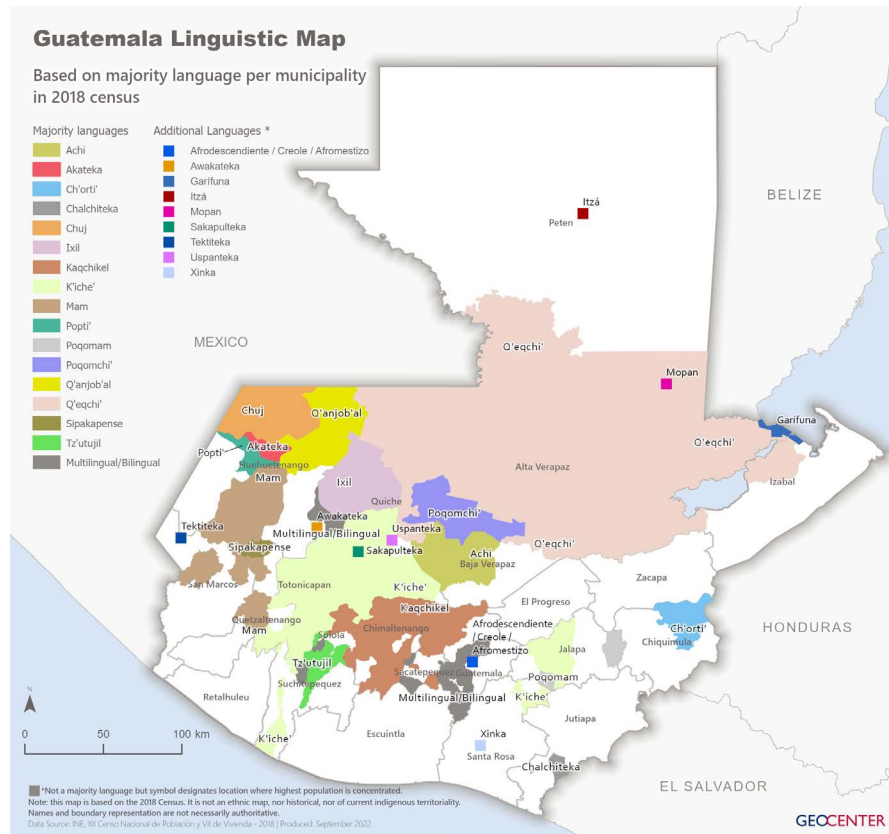 Guatemala Linguistic Map
Based on majority language per municipality
in 2018 census
Majority languages
Achi
Akateka
Ch'orti'
Chalchiteka
Chuj
Ixil
Kaqchikel
K'iche'
Mam
Popti'
Poqomam
Poqomchi'
Q'anjob'al
Q'eqchi'
Sipakapense
Tz'utujil
Multilingual/Bilingual
Additional Languages *
Afrodescendiente / Creole / Afromestizo
Awakateka
Garífuna
Itzá
Mopan
Sakapulteka
Tektiteka
Uspanteka
Xinka
BELIZE
Itzá
Peten
MEXICO
Q'eqchi'
Mopan
Chuj
Q'anjob'al
Garífuna
Q'eqchi'
Akateka
Popti'
Huehuetenango
Alta Verapaz
Izabal
Mam
Ixil
Quiche
Poqomchi'
Awakateka
Tektiteka
Uspanteka
Multilingual/Bilingual
Q'eqchi'
Sipakapense
Sakapulteka
Achi
Baja Verapaz
San Marcos
Totonicapan
K'iche'
Zacapa
El Progreso
Kaqchikel
Quetzaltenango
Mam
Chimaltenango
Afrodescendiente
/ Creole /
Afromestizo
Ch'orti'
Chiquimula
HONDURAS
Solola
Jalapa
Tz'utujil
Sacatepequez
Guatemala
Poqomam
Suchitepequez
Retalhuleu
Multilingual/Bilingual
K'iche'
Jutiapa
Escuintla
K'iche'
Xinka
Santa Rosa
Chalchiteka
EL SALVADOR
N
0 50 100 km
*Not a majority language but symbol designates location where highest population is concentrated.
Note: this map is based on the 2018 Census. It is not an ethnic map, nor historical, nor of current indigenous territoriality.
Names and boundary representation are not necessarily authoritative.
Data Source: INE, XII Censo Nacional de Población y VII de Vivienda - 2018 | Produced: September 2022
GEOCENTER